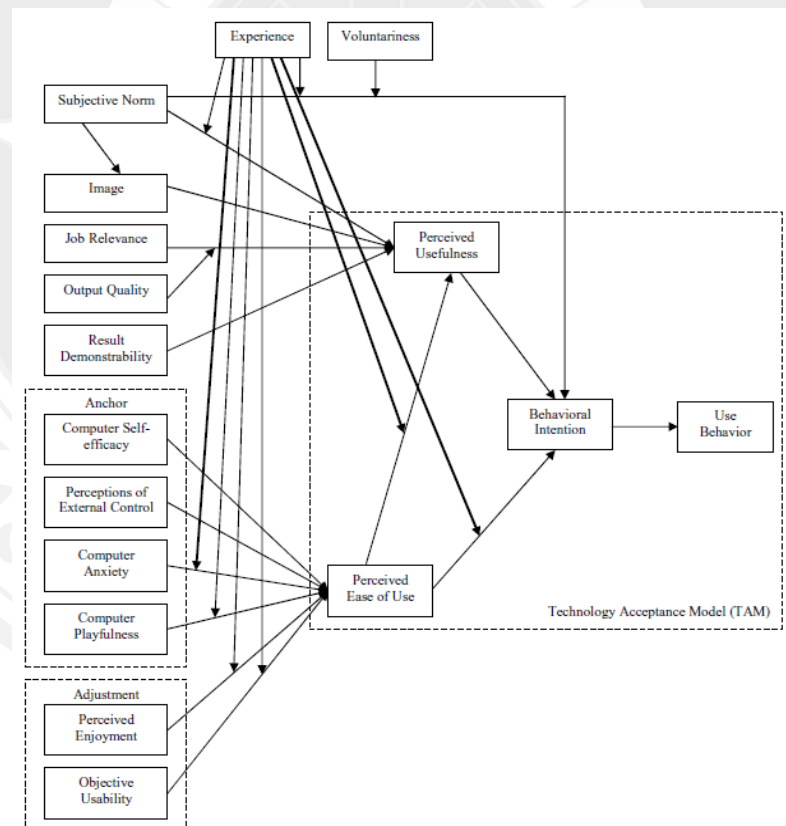 Experience
Voluntariness
Subjective Norm
Image
Job Relevance
Output Quality
Result
Demonstrability
Perceived
Usefulness
Behavioral
Intention
Use
Behavior
Anchor
Computer Self-
efficacy
Perceptions of
External Control
Computer
Anxiety
Computer
Playfulness
Perceived
Ease of Use
Technology Acceptance Model (TAM)
Adjustment
Perceived
Enjoyment
Objective
Usability